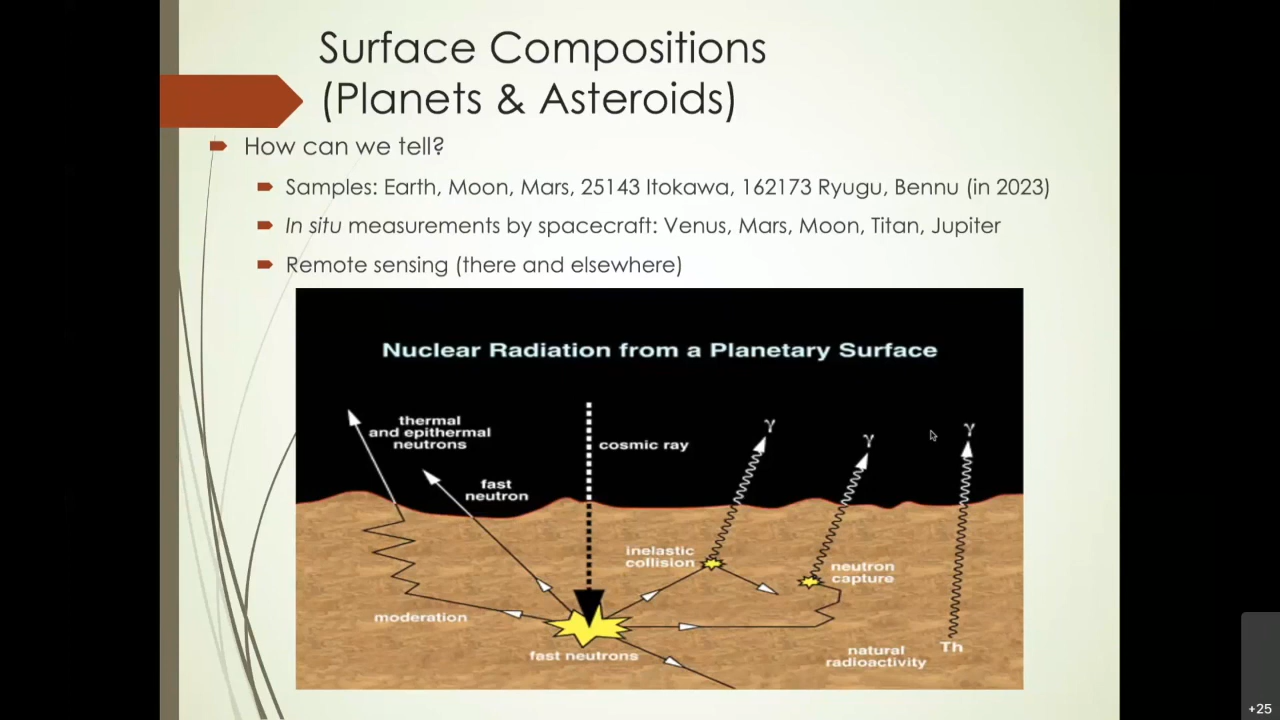 Surface Compositions
(Planets & Asteroids)
How can we tell?
Samples: Earth, Moon, Mars, 25143 Itokawa, 162173 Ryugu, Bennu (in 2023)
In situ measurements by spacecraft: Venus, Mars, Moon, Titan, Jupiter
Remote sensing (there and elsewhere)
Nuclear Radiation from a Planetary Surface
thermal
and epithermal
neutrons
fast
neutron
cosmic ray
γ
γ
γ
inelastic
collision
neutron
capture
moderation
fast neutrons
natural
radioactivity
Th
+25